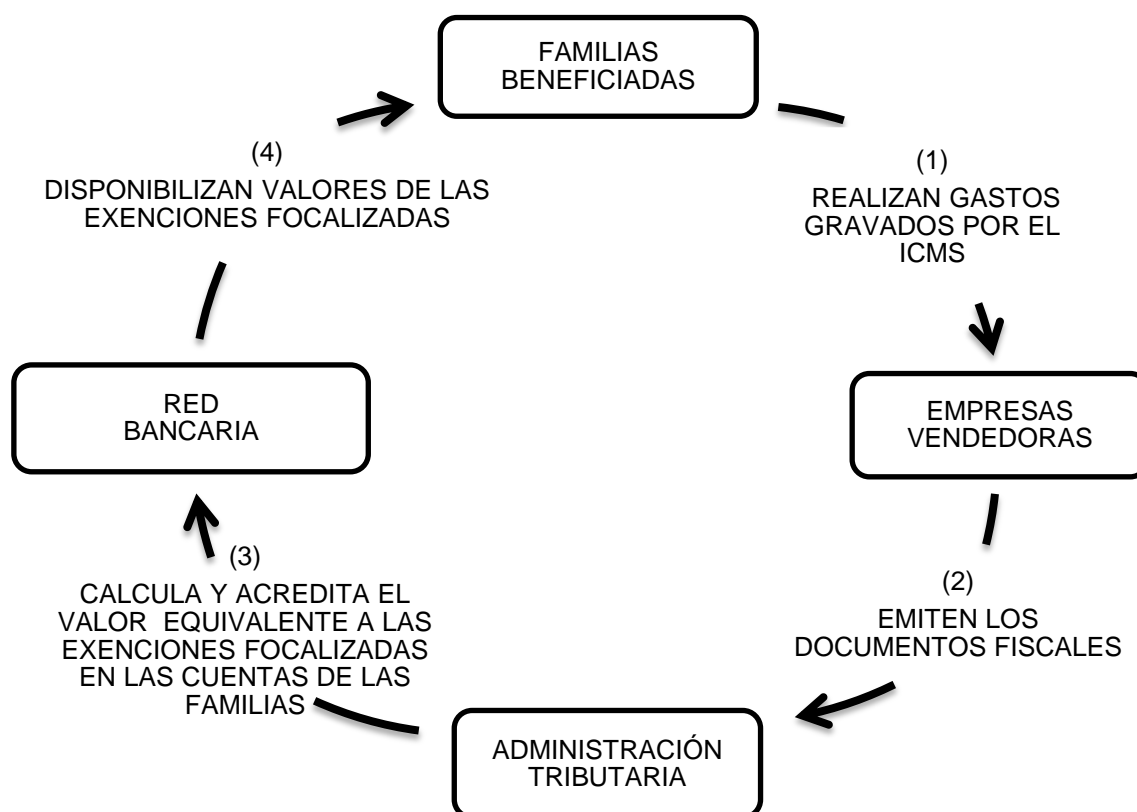 FAMILIAS
BENEFICIADAS
(1)
REALIZAN GASTOS
GRAVADOS POR EL
ICMS
EMPRESAS
VENDEDORAS
(2)
EMITEN LOS
DOCUMENTOS FISCALES
ADMINISTRACIÓN
TRIBUTARIA
(3)
CALCULA Y ACREDITA EL
VALOR EQUIVALENTE A LAS
EXENCIONES FOCALIZADAS
EN LAS CUENTAS DE LAS
FAMILIAS
RED
BANCARIA
(4)
DISPONIBILIZAN VALORES DE LAS
EXENCIONES FOCALIZADAS